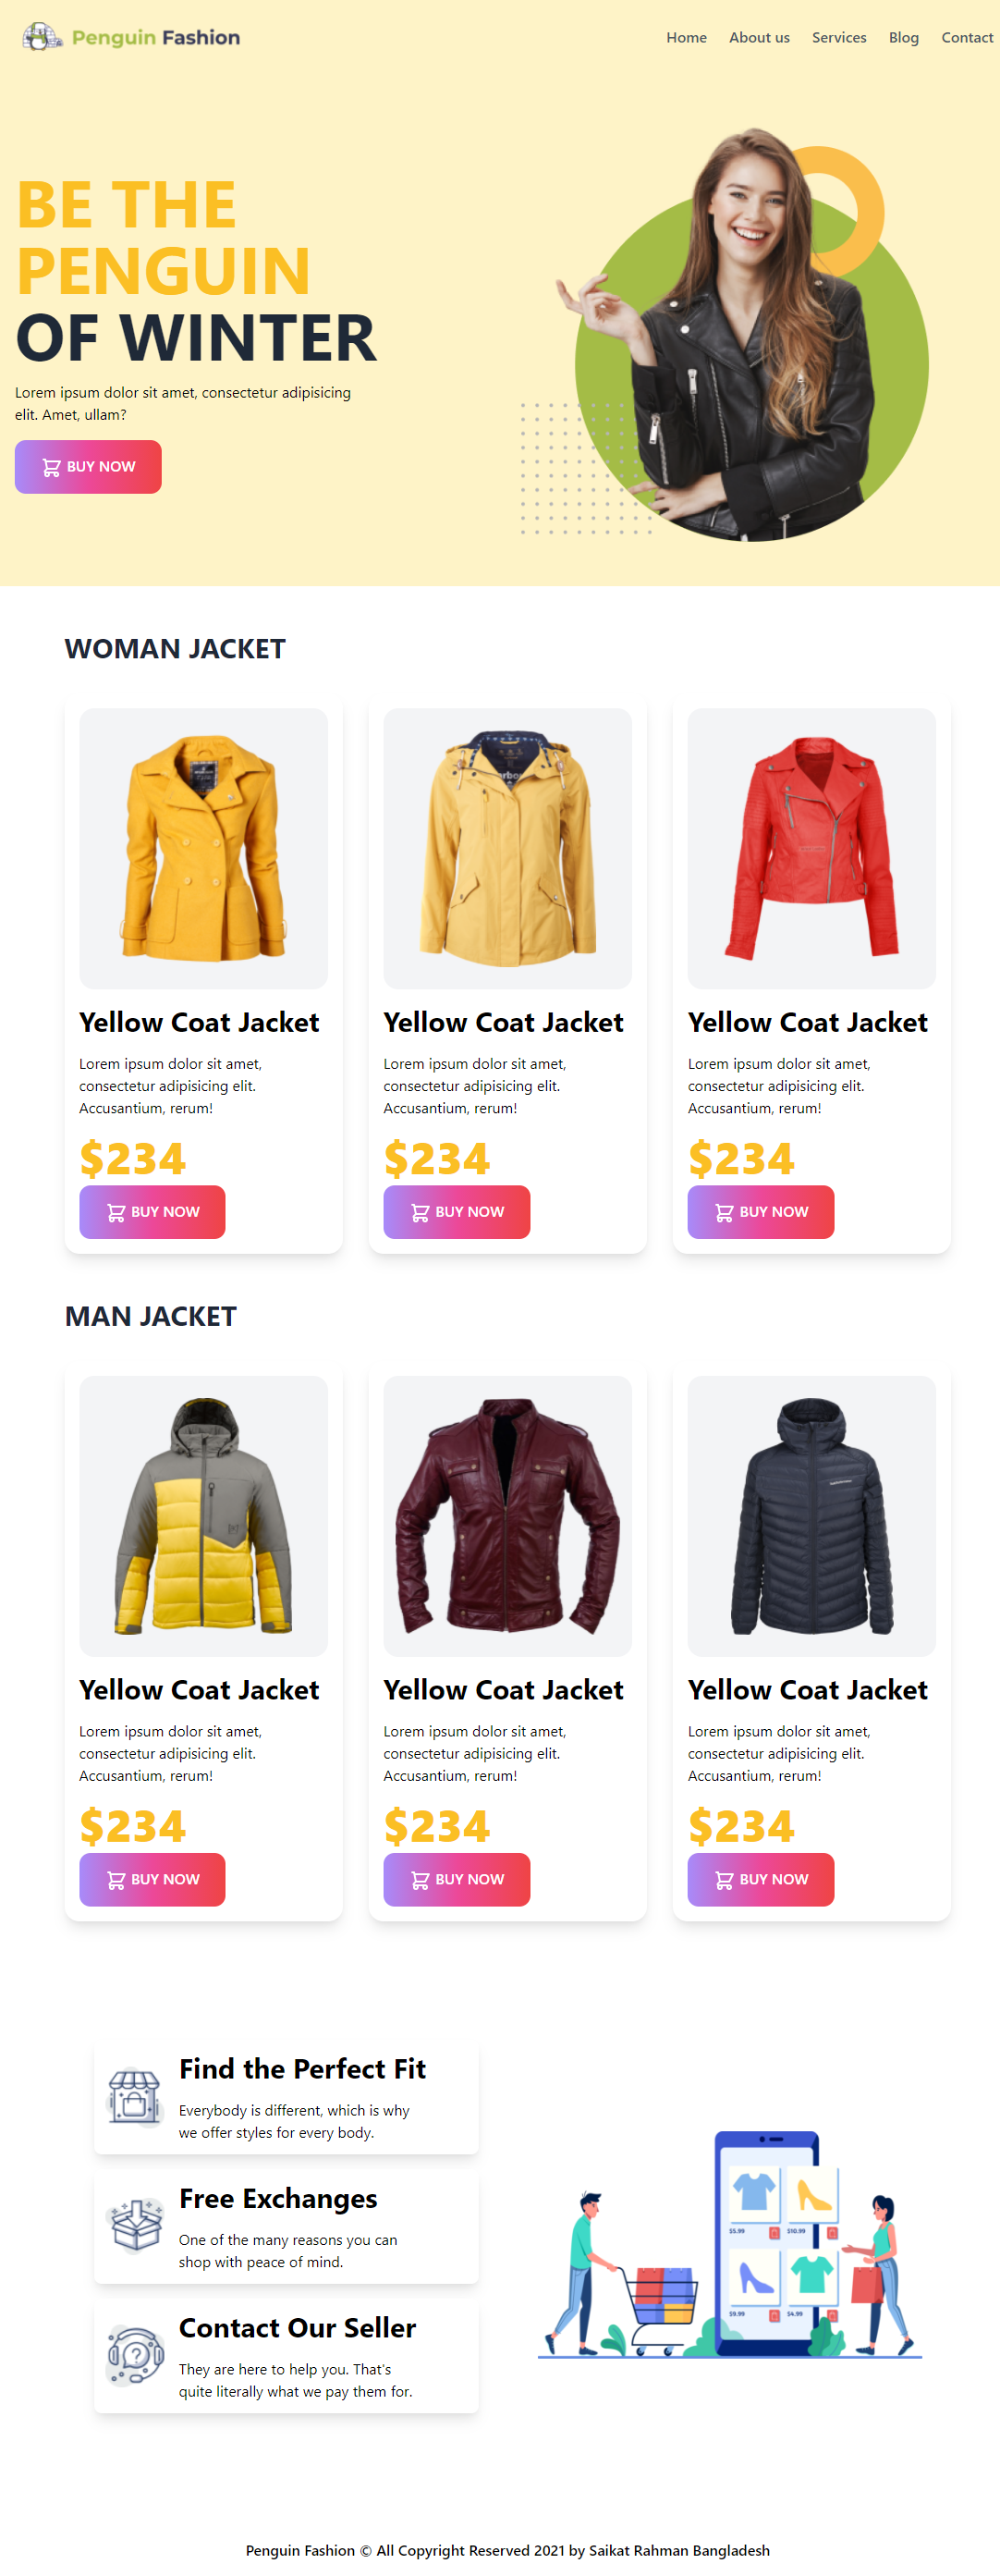 Penguin Fashion
Home About us Services Blog Contact
BE THE
PENGUIN
OF WINTER
Lorem ipsum dolor sit amet, consectetur adipisicing
elit. Amet, ullam?
BUY NOW
WOMAN JACKET
Yellow Coat Jacket
Lorem ipsum dolor sit amet,
consectetur adipisicing elit.
Accusantium, rerum!
$234
BUY NOW
Yellow Coat Jacket
Lorem ipsum dolor sit amet,
consectetur adipisicing elit.
Accusantium, rerum!
$234
BUY NOW
Yellow Coat Jacket
Lorem ipsum dolor sit amet,
consectetur adipisicing elit.
Accusantium, rerum!
$234
BUY NOW
MAN JACKET
Yellow Coat Jacket
Lorem ipsum dolor sit amet,
consectetur adipisicing elit.
Accusantium, rerum!
$234
BUY NOW
Yellow Coat Jacket
Lorem ipsum dolor sit amet,
consectetur adipisicing elit.
Accusantium, rerum!
$234
BUY NOW
Yellow Coat Jacket
Lorem ipsum dolor sit amet,
consectetur adipisicing elit.
Accusantium, rerum!
$234
BUY NOW
Find the Perfect Fit
Everybody is different, which is why
we offer styles for every body.
Free Exchanges
One of the many reasons you can
shop with peace of mind.
Contact Our Seller
They are here to help you. That's
quite literally what we pay them for.
$5.99 $10.99
$9.99 $4.99
Penguin Fashion © All Copyright Reserved 2021 by Saikat Rahman Bangladesh